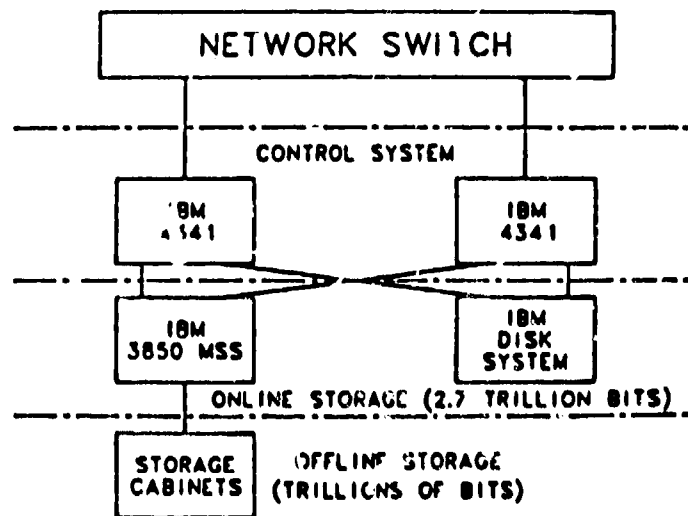 NETWORK SWITCH
CONTROL SYSTEM
IBM
4341
IBM
4341
IBM
3850 MSS
IBM
DISK
SYSTEM
ONLINE STORAGE (2.7 TRILLION BITS)
STORAGE
CABINETS
OFFLINE STORAGE
(TRILLIONS OF BITS)